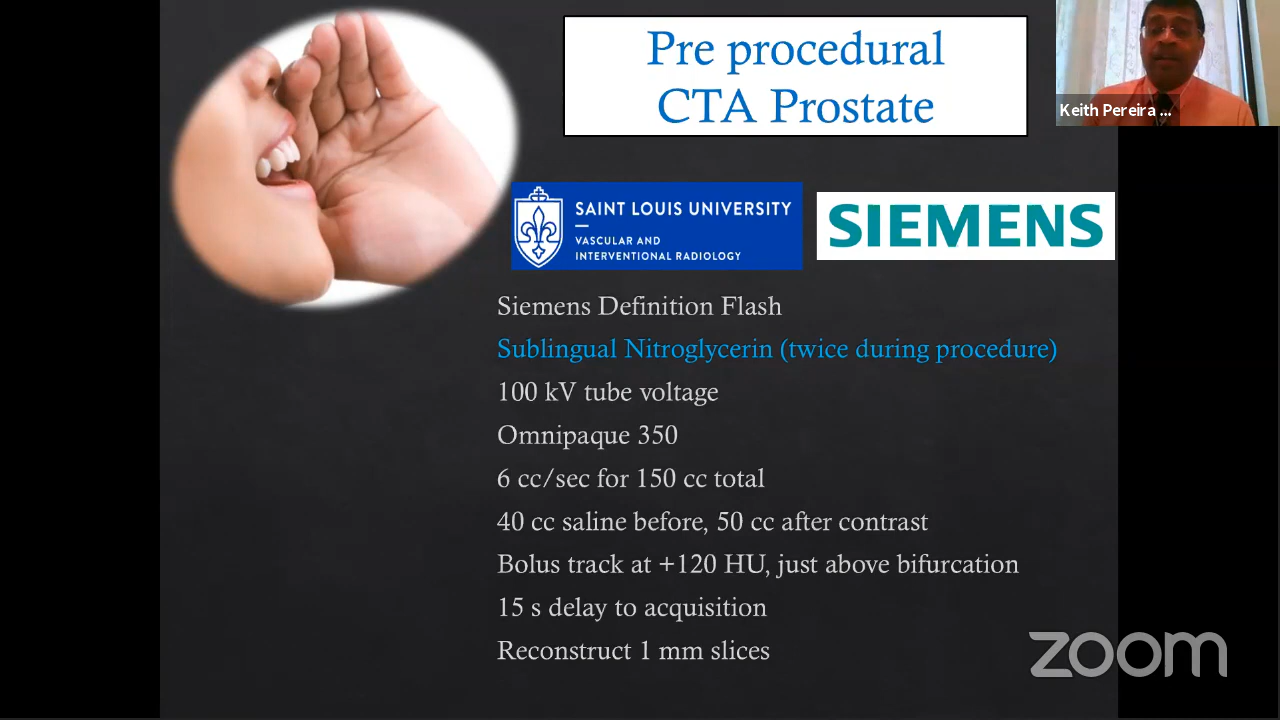 Pre procedural
CTA Prostate
Keith Pereira ...
SAINT LOUIS UNIVERSITY
VASCULAR AND
INTERVENTIONAL RADIOLOGY
SIEMENS
Siemens Definition Flash
Sublingual Nitroglycerin (twice during procedure)
100 kV tube voltage
Omnipaque 350
6 cc/sec for 150 cc total
40 cc saline before, 50 cc after contrast
Bolus track at +120 HU, just above bifurcation
15 s delay to acquisition
Reconstruct 1 mm slices
zoom